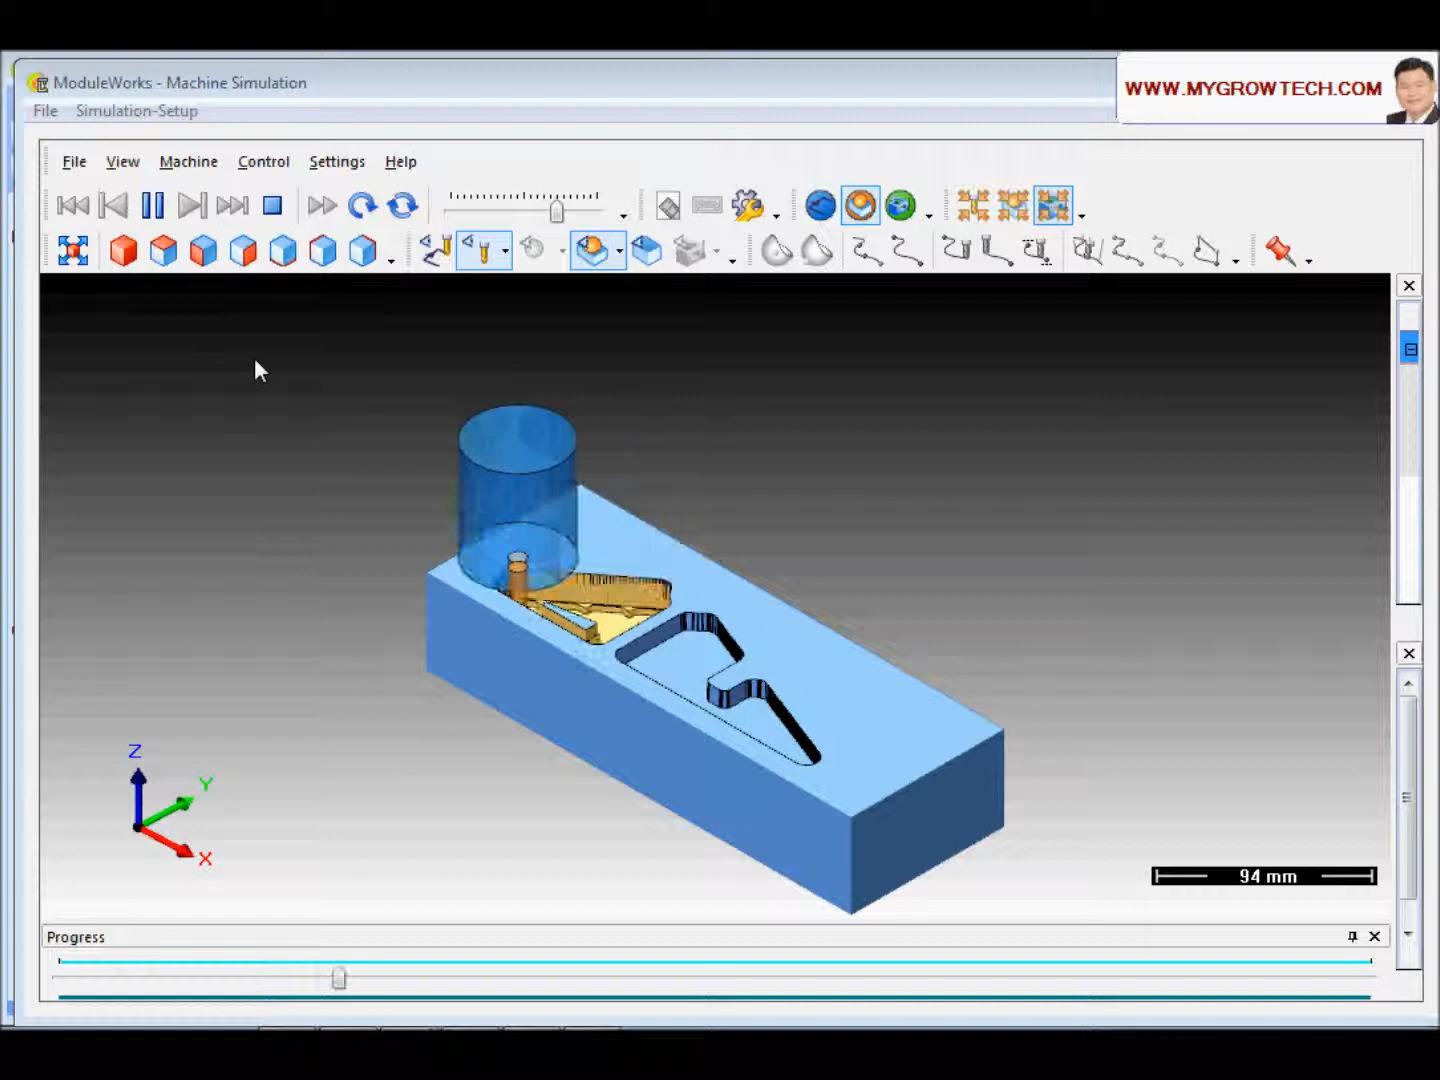 ModuleWorks - Machine Simulation
WWW.MYGROWTECH.COM
File Simulation-Setup
File View Machine Control Settings Help
Z
Y
X
94 mm
Progress